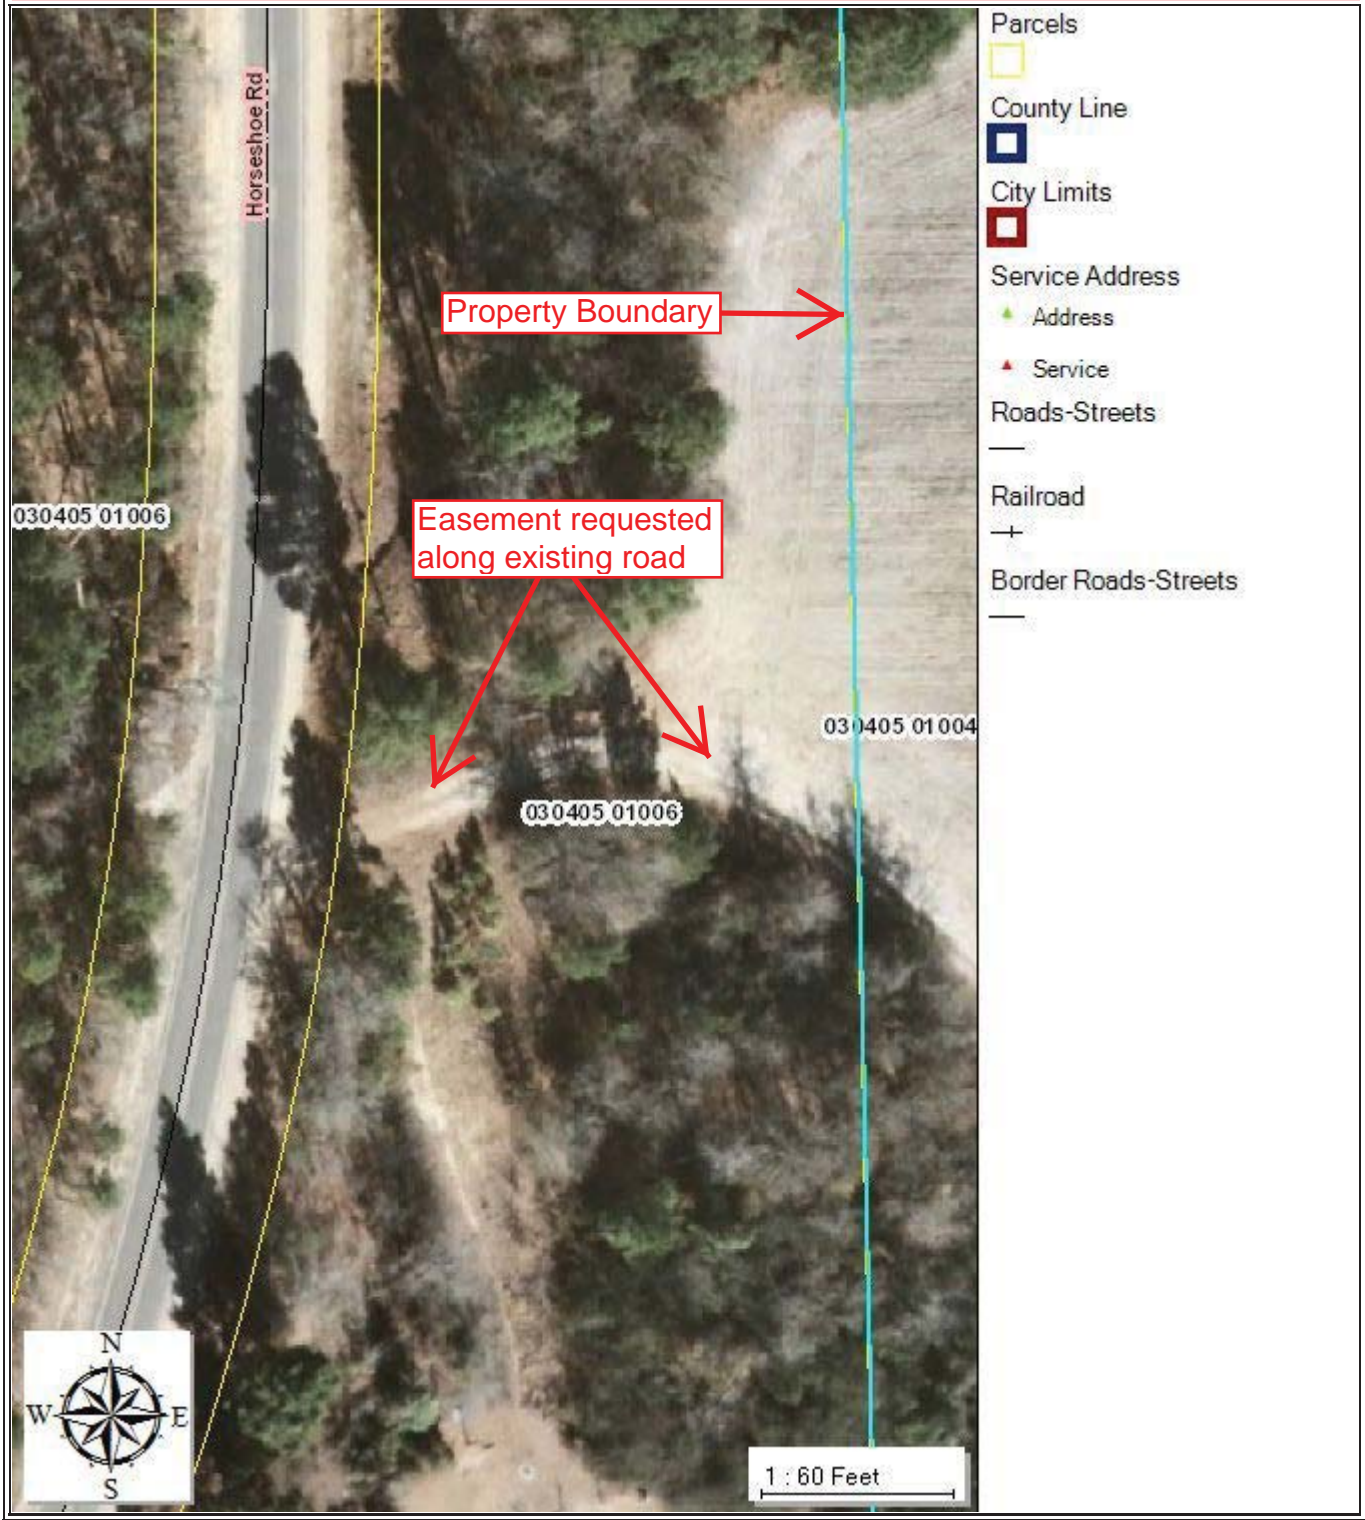 Horseshoe Rd
Property Boundary
030405 01006
Easement requested
along existing road
030405 01004
030405 01006
N
W E
S
1 : 60 Feet
Parcels
County Line
City Limits
Service Address
Address
Service
Roads-Streets
Railroad
Border Roads-Streets